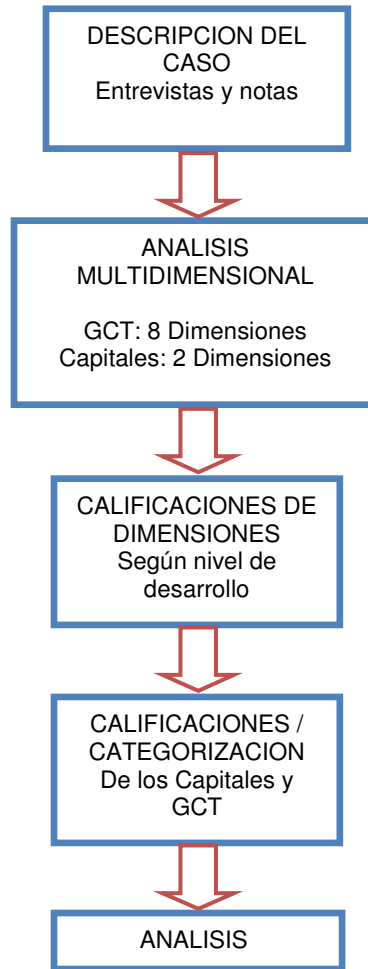 DESCRIPCION DEL
CASO
Entrevistas y notas
ANALISIS
MULTIDIMENSIONAL
GCT: 8 Dimensiones
Capitales: 2 Dimensiones
CALIFICACIONES DE
DIMENSIONES
Según nivel de
desarrollo
CALIFICACIONES /
CATEGORIZACION
De los Capitales y
GCT
ANALISIS